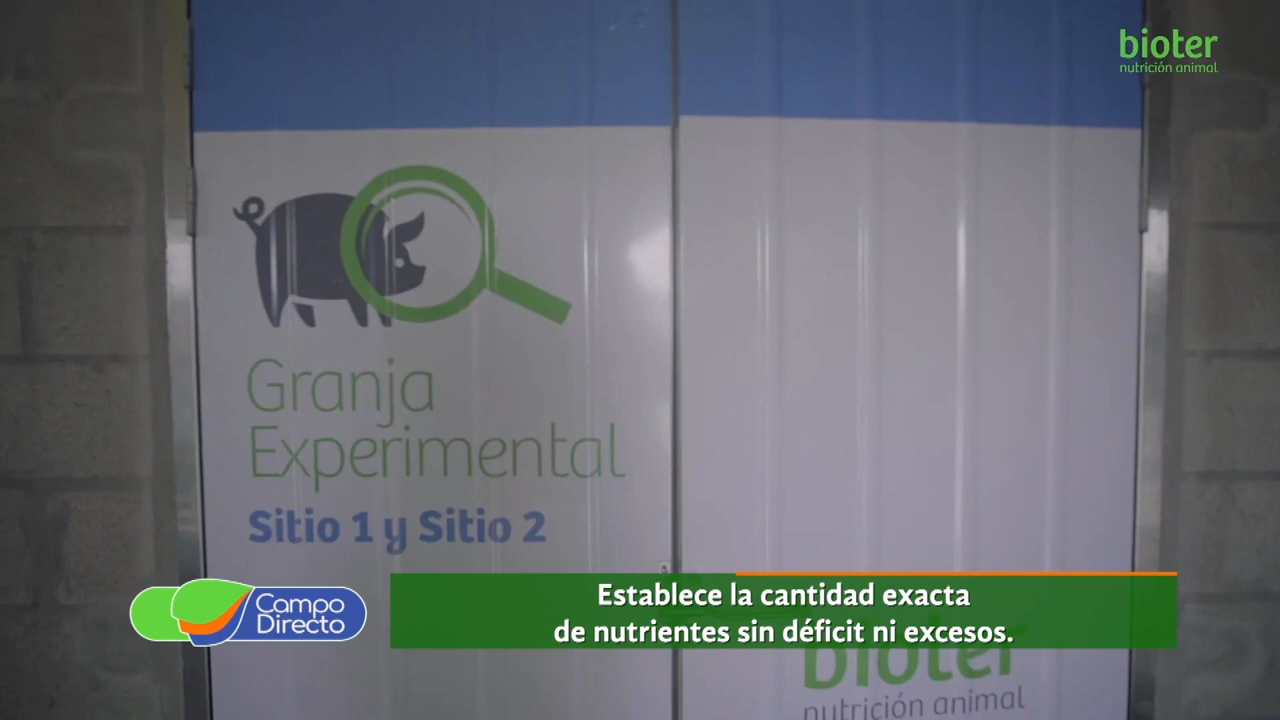 bioter
nutrición animal
Granja
Experimental
Sitio 1 y Sitio 2
Campo
Directo
Establece la cantidad exacta
de nutrientes sin déficit ni excesos.
bioter
nutrición animal